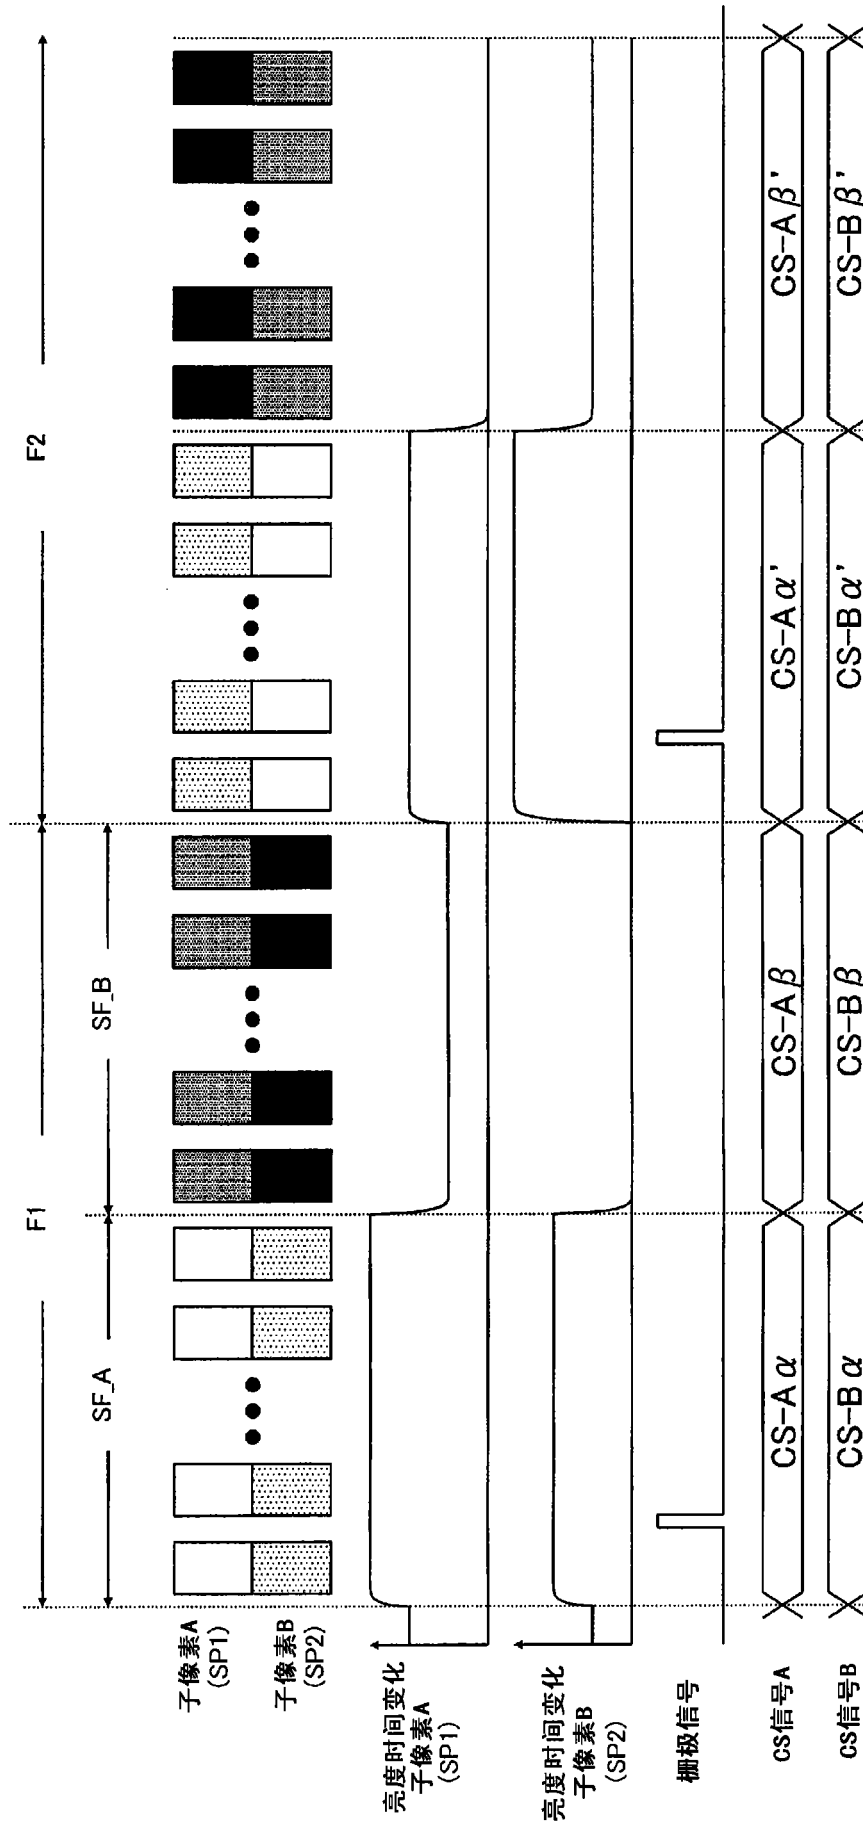 F1
F2
SF_A
SF_B
子像素A
(SP1)
子像素B
(SP2)
亮度时间变化
子像素A
(SP1)
亮度时间变化
子像素B
(SP2)
栅极信号
CS信号A
CS-Aα
CS-Aβ
CS-Aα'
CS-Aβ'
CS信号B
CS-Bα
CS-Bβ
CS-Bα'
CS-Bβ'